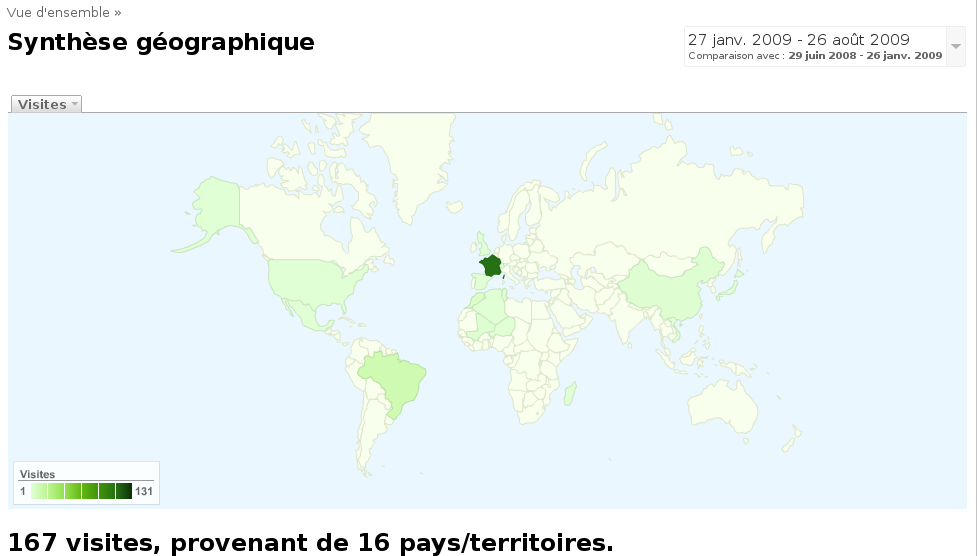 Vue d'ensemble »
Synthèse géographique
27 janv. 2009 - 26 août 2009
Comparaison avec : 29 juin 2008 - 26 janv. 2009
Visites
Visites
1 131
167 visites, provenant de 16 pays/territoires.